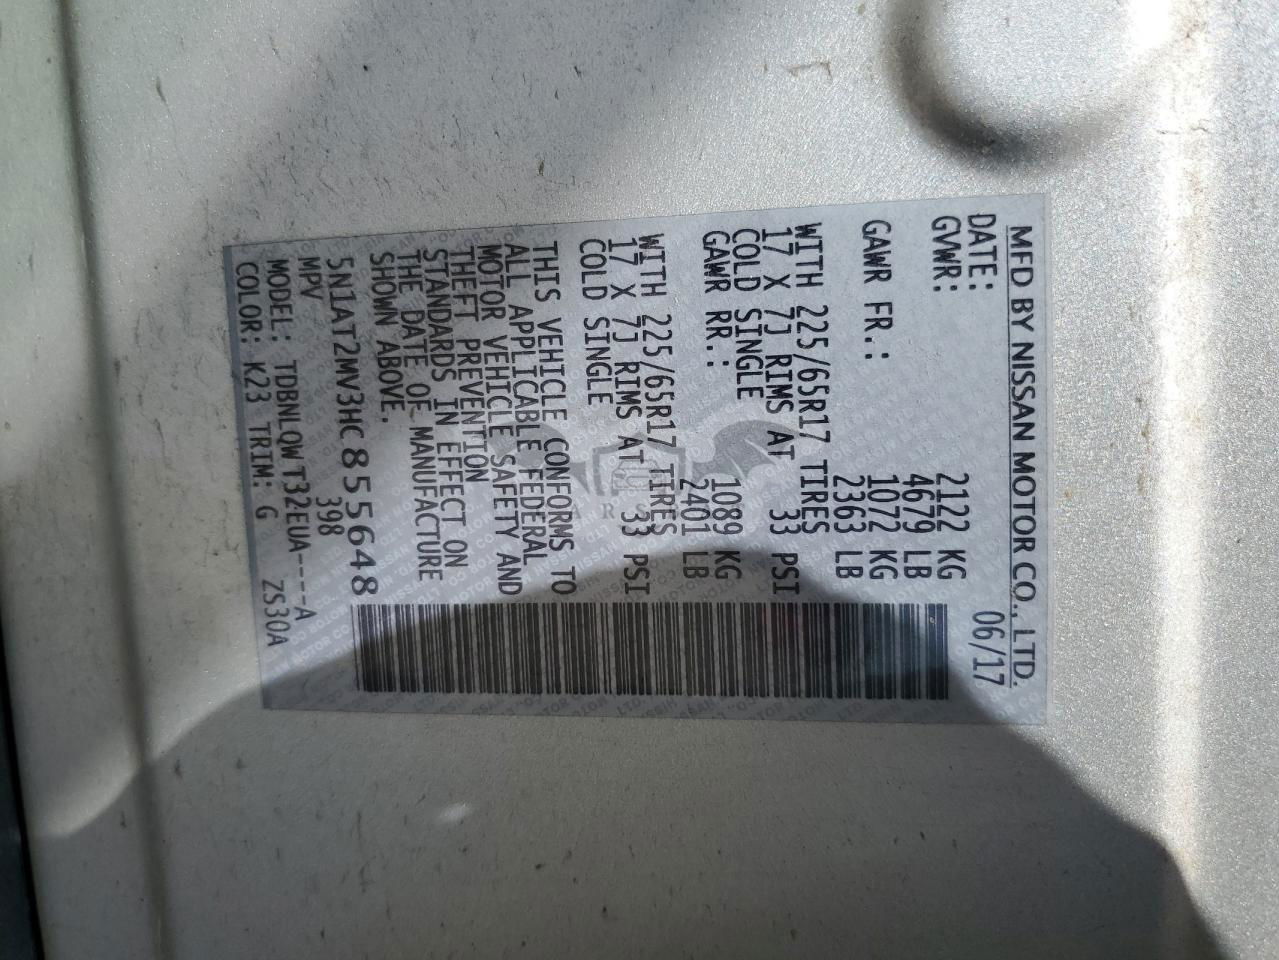 MFD BY NISSAN MOTOR CO., LTD.
DATE: 06/17
GVWR: 2122 KG
4679 LB
GAWR FR.: 1072 KG
2363 LB
WITH 225/65R17 TIRES
17 X 7J RIMS AT 33 PSI
COLD SINGLE
GAWR RR.: 1089 KG
2401 LB
WITH 225/65R17 TIRES
17 X 7J RIMS AT 33 PSI
COLD SINGLE
THIS VEHICLE CONFORMS TO
ALL APPLICABLE FEDERAL
MOTOR VEHICLE SAFETY AND
THEFT PREVENTION
STANDARDS IN EFFECT ON
THE DATE OF MANUFACTURE
SHOWN ABOVE.
5N1AT2MV3HC855648
MPV 398
MODEL: TDBNLQWT32EUA----A
COLOR: K23 TRIM: G ZS30A